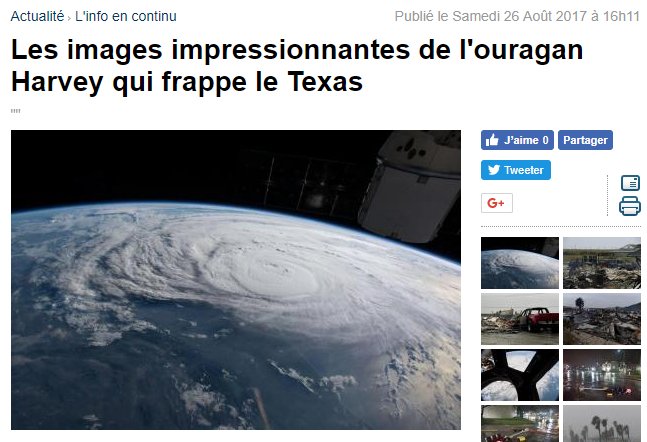 Actualité › L'info en continu
Publié le Samedi 26 Août 2017 à 16h11
Les images impressionnantes de l'ouragan
Harvey qui frappe le Texas
""
J'aime 0
Partager
Tweeter
G+